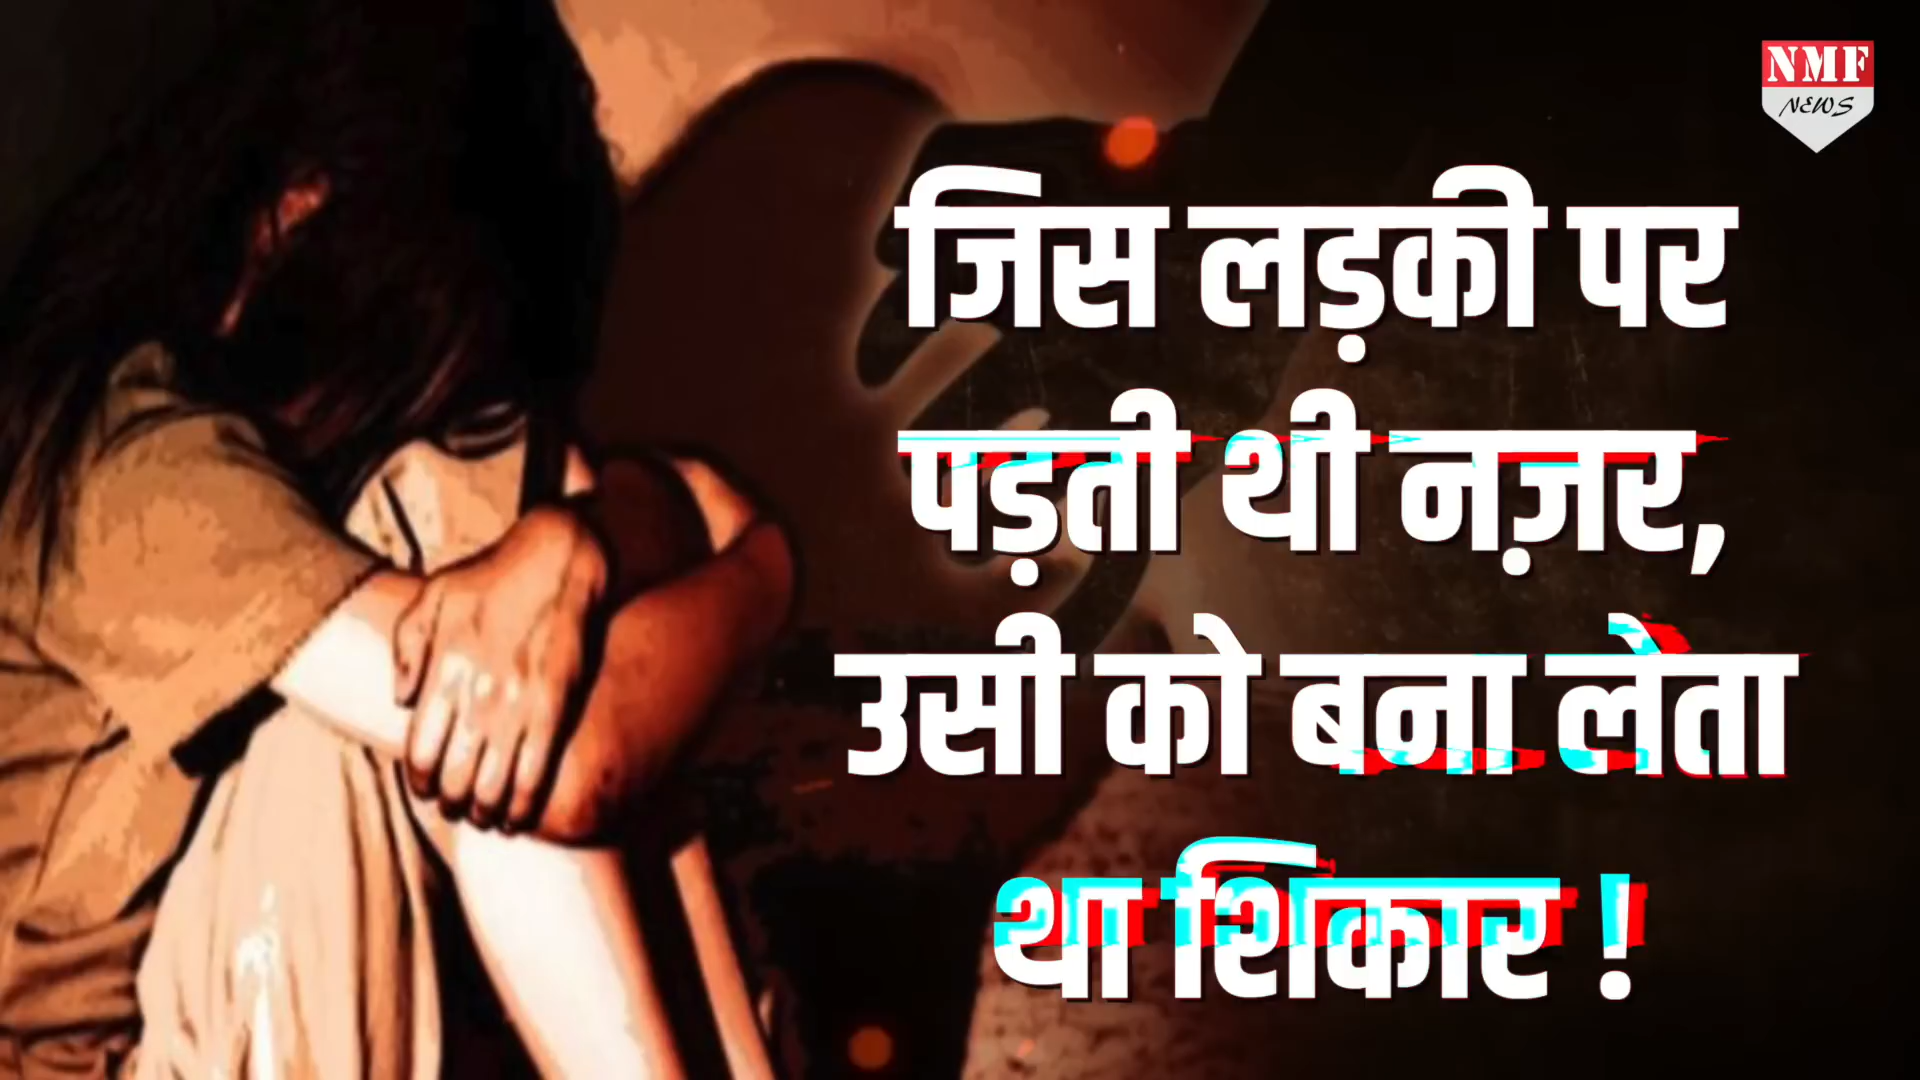 NMF
NEWS
जिस लड़की पर
पड़ती थी नज़र,
उसी को बना लेता
था शिकार !